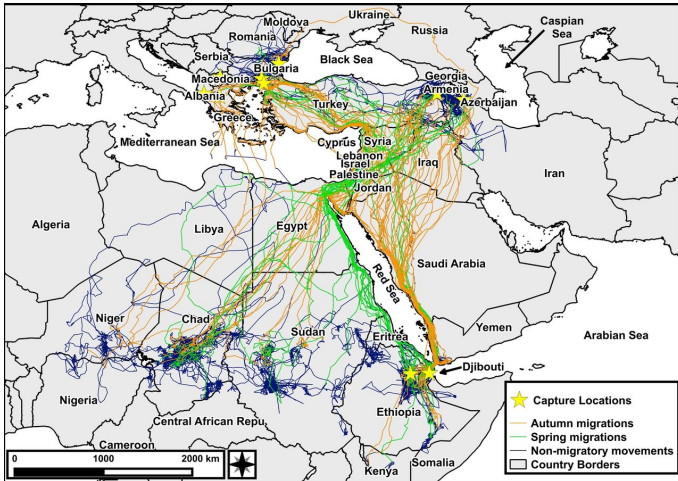 Ukraine
Moldova
Romania
Russia
Caspian
Sea
Serbia
Black Sea
Bulgaria
Georgia
Macedonia
Armenia
Albania
Azerbaijan
Turkey
Greece
Cyprus
Syria
Mediterranean Sea
Lebanon
Israel
Iraq
Iran
Palestine
Jordan
Algeria
Libya
Egypt
Saudi Arabia
Red Sea
Niger
Chad
Sudan
Eritrea
Yemen
Arabian Sea
Djibouti
Nigeria
Ethiopia
Central African Repu
Cameroon
Somalia
Kenya
0 1000 2000 km
Capture Locations
Autumn migrations
Spring migrations
Non-migratory movements
Country Borders